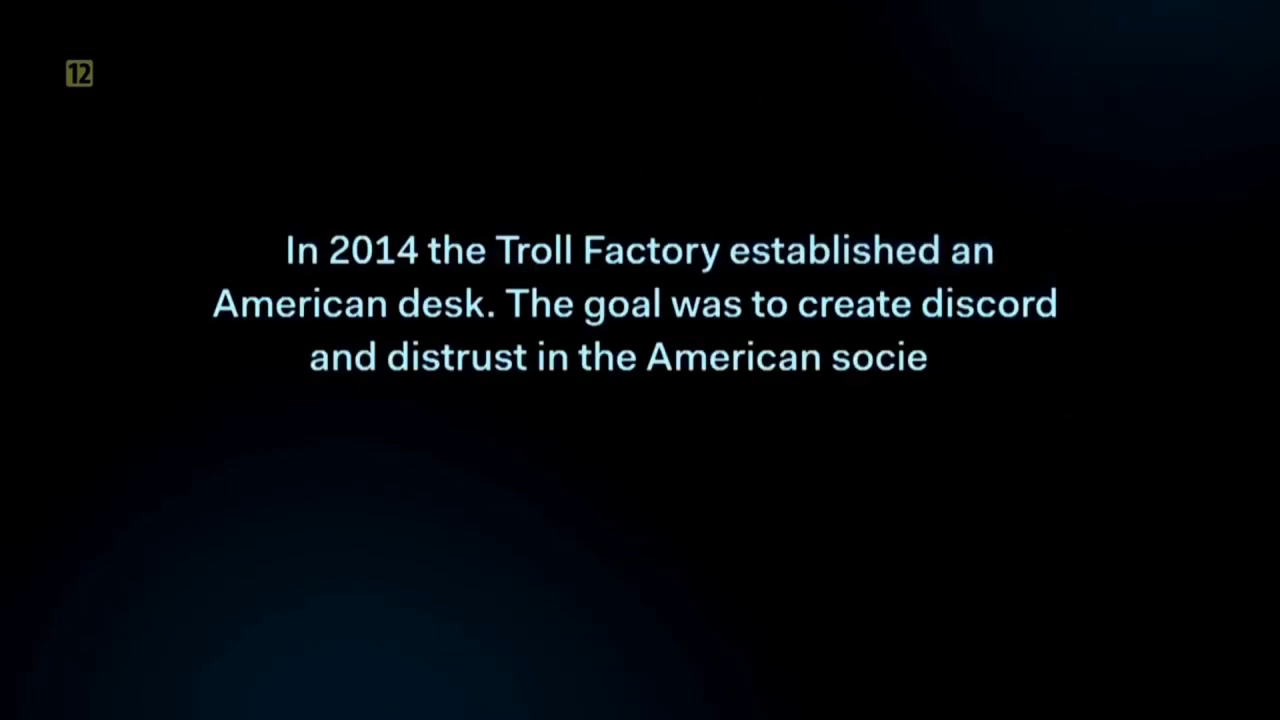 12
In 2014 the Troll Factory established an
American desk. The goal was to create discord
and distrust in the American socie